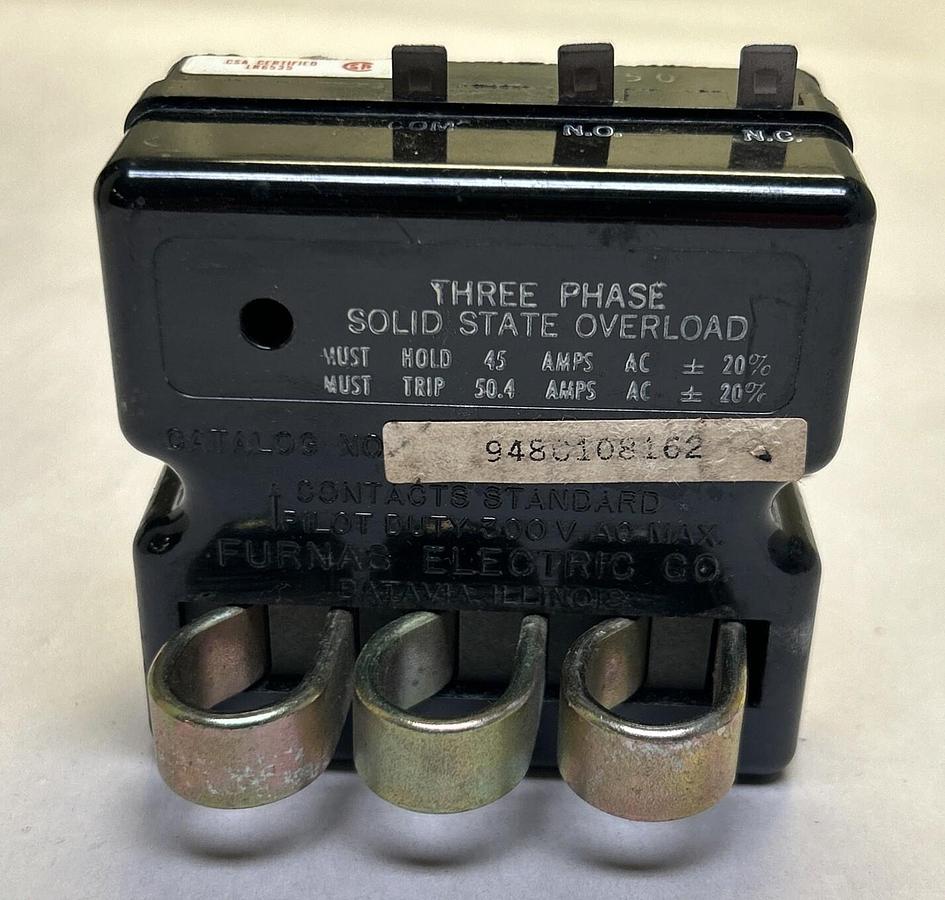 CSA CERTIFIED
LR6535
COM
N.O.
N.C.
THREE PHASE
SOLID STATE OVERLOAD
MUST HOLD 45 AMPS AC ± 20%
MUST TRIP 50.4 AMPS AC ± 20%
CATALOG NO.
948C108162
CONTACTS STANDARD
PILOT DUTY 300 V. AC MAX.
FURNAS ELECTRIC CO
BATAVIA, ILLINOIS